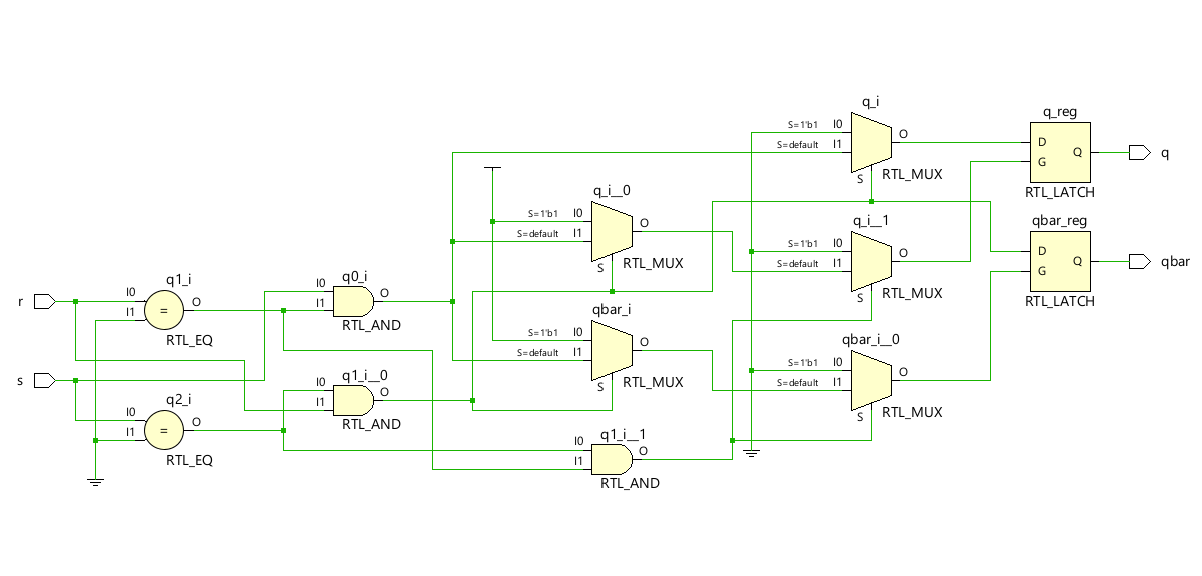 q_i
I0
S=1'b1
I1
S=default
O
S
RTL_MUX
q_reg
D
G
Q
RTL_LATCH
q
q_i__0
I0
S=1'b1
I1
S=default
O
S
RTL_MUX
q_i__1
I0
S=1'b1
I1
S=default
O
S
RTL_MUX
qbar_reg
D
G
Q
RTL_LATCH
qbar
r
q1_i
I0
I1
O
=
RTL_EQ
q0_i
I0
I1
O
RTL_AND
qbar_i
I0
S=1'b1
I1
S=default
O
S
RTL_MUX
qbar_i__0
I0
S=1'b1
I1
S=default
O
S
RTL_MUX
s
q2_i
I0
I1
O
=
RTL_EQ
q1_i__0
I0
I1
O
RTL_AND
q1_i__1
I0
I1
O
RTL_AND